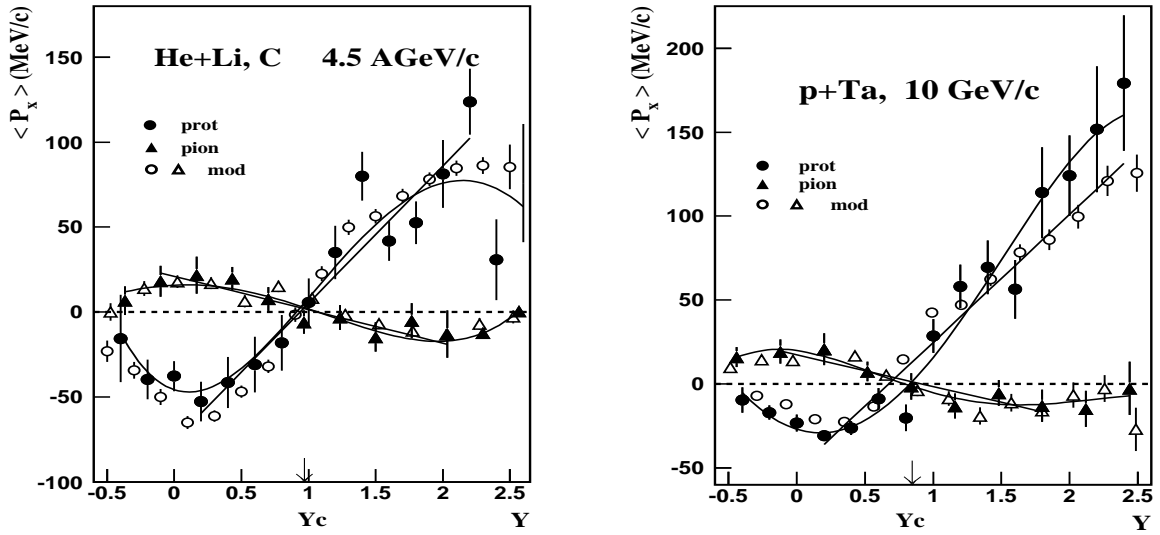 < P_x > (MeV/c)
He+Li, C 4.5 AGeV/c
prot
pion
mod
150
100
50
0
-50
-100
-0.5 0 0.5 1 1.5 2 2.5
Yc Y
< P_x > (MeV/c)
p+Ta, 10 GeV/c
prot
pion
mod
200
150
100
50
0
-50
-0.5 0 0.5 1 1.5 2 2.5
Yc Y